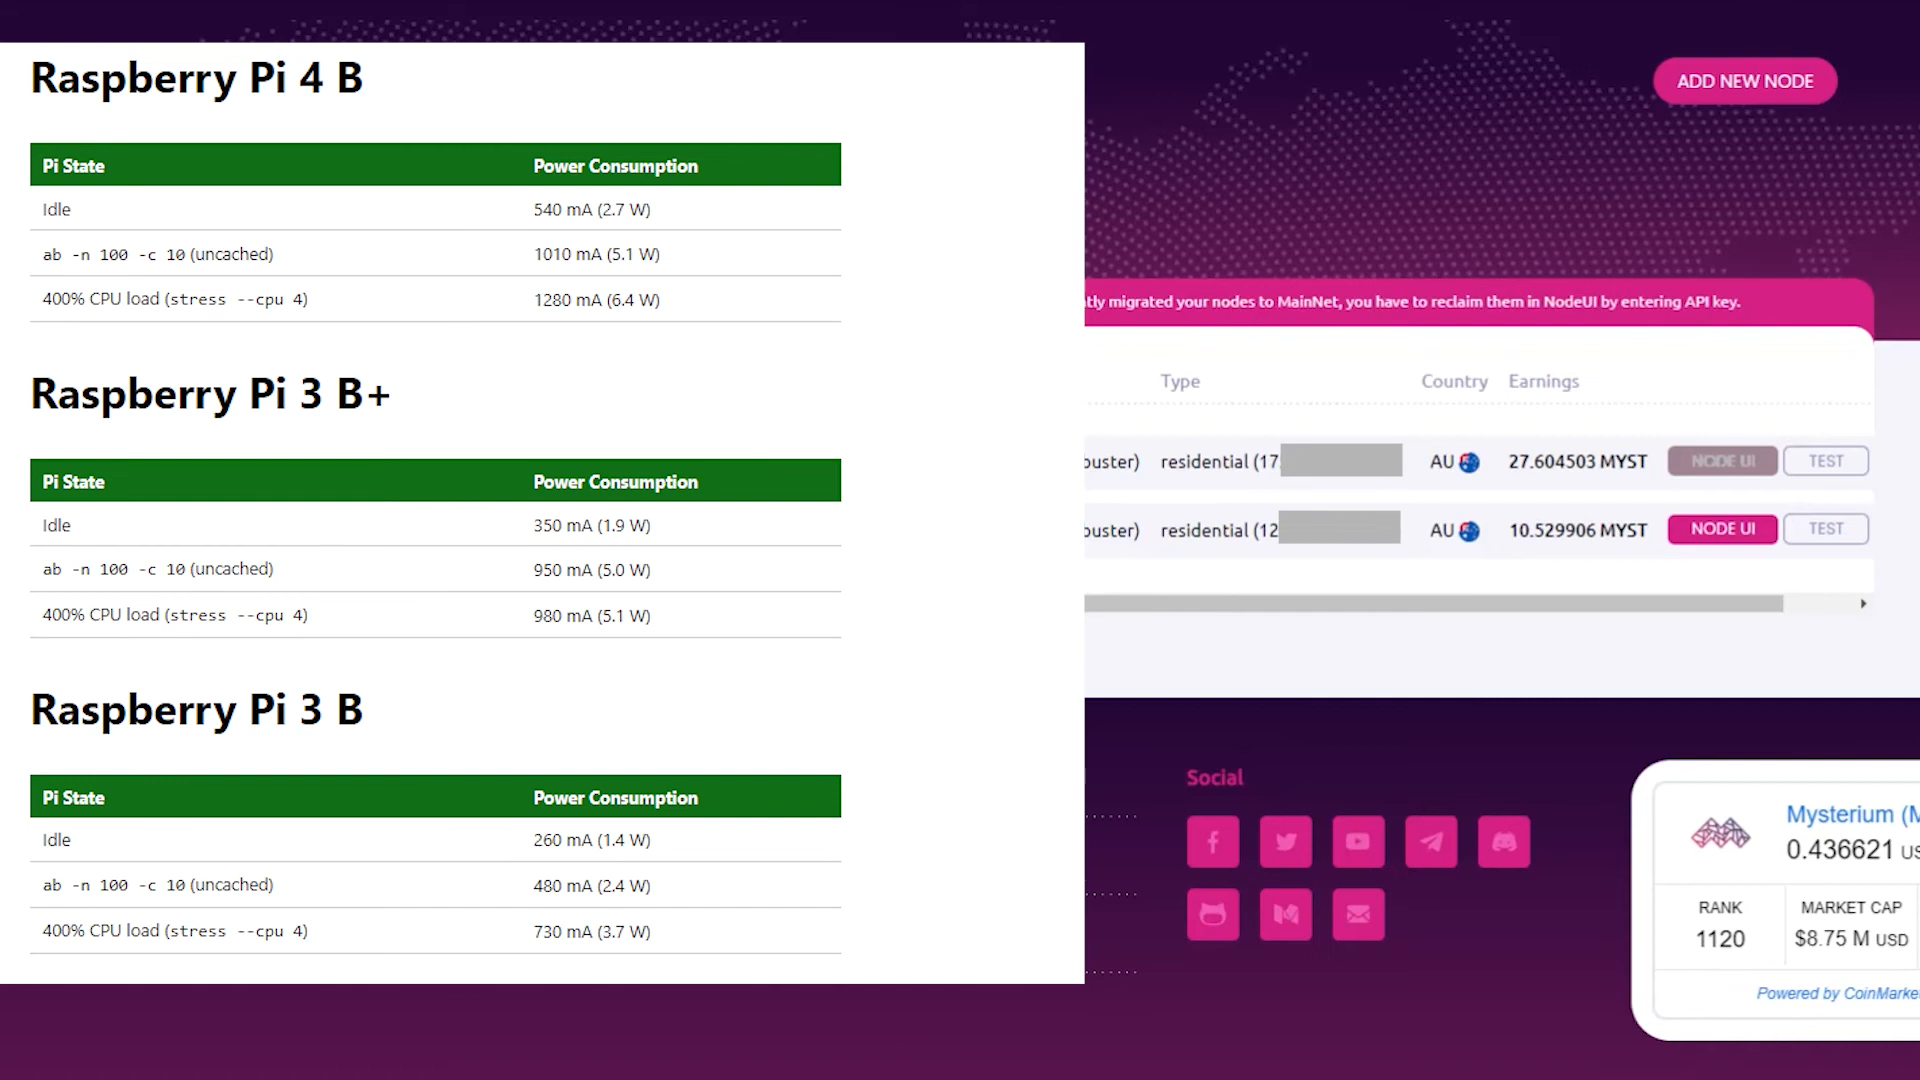 Raspberry Pi 4 B
Pi State Power Consumption
Idle 540 mA (2.7 W)
ab -n 100 -c 10 (uncached) 1010 mA (5.1 W)
400% CPU load (stress --cpu 4) 1280 mA (6.4 W)
Raspberry Pi 3 B+
Pi State Power Consumption
Idle 350 mA (1.9 W)
ab -n 100 -c 10 (uncached) 950 mA (5.0 W)
400% CPU load (stress --cpu 4) 980 mA (5.1 W)
Raspberry Pi 3 B
Pi State Power Consumption
Idle 260 mA (1.4 W)
ab -n 100 -c 10 (uncached) 480 mA (2.4 W)
400% CPU load (stress --cpu 4) 730 mA (3.7 W)
ADD NEW NODE
migrated your nodes to MainNet, you have to reclaim them in NodeUI by entering API key.
Type Country Earnings
residential (17 AU 27.604503 MYST NODE UI TEST
residential (12 AU 10.529906 MYST NODE UI TEST
Social
Mysterium (M
0.436621 US
RANK MARKET CAP
1120 $8.75 M USD
Powered by CoinMarke